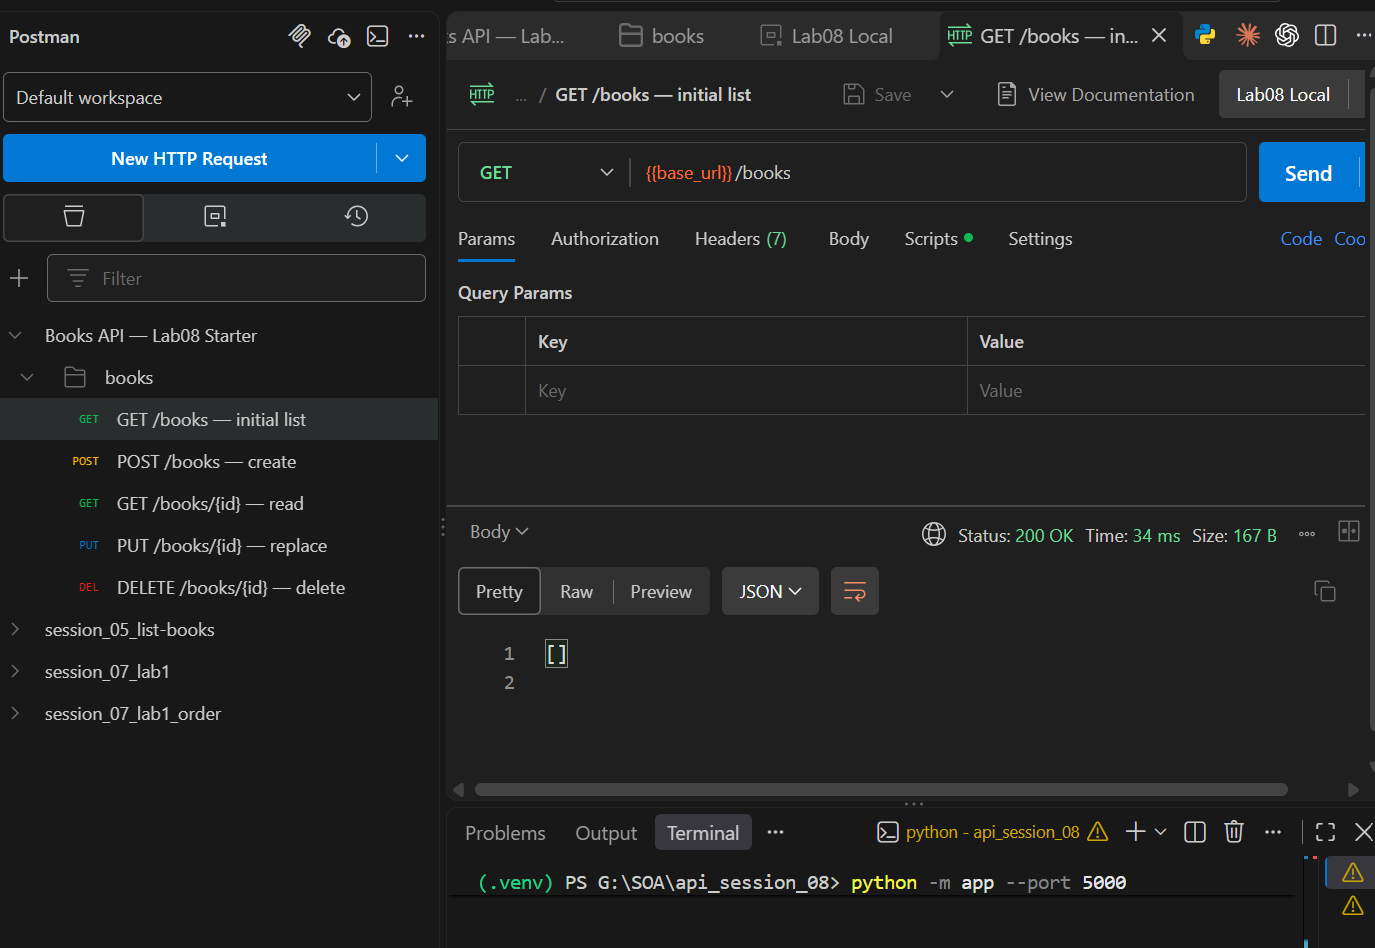 Postman
Default workspace
New HTTP Request
Filter
Books API — Lab08 Starter
books
GET GET /books — initial list
POST POST /books — create
GET GET /books/{id} — read
PUT PUT /books/{id} — replace
DEL DELETE /books/{id} — delete
session_05_list-books
session_07_lab1
session_07_lab1_order
s API — Lab... books Lab08 Local HTTP GET /books — in...
HTTP ... / GET /books — initial list Save View Documentation Lab08 Local
GET {{base_url}}/books Send
Params Authorization Headers (7) Body Scripts Settings Code Coo
Query Params
Key Value
Key Value
Body Status: 200 OK Time: 34 ms Size: 167 B
Pretty Raw Preview JSON
1 []
2
Problems Output Terminal python - api_session_08
(.venv) PS G:\SOA\api_session_08> python -m app --port 5000